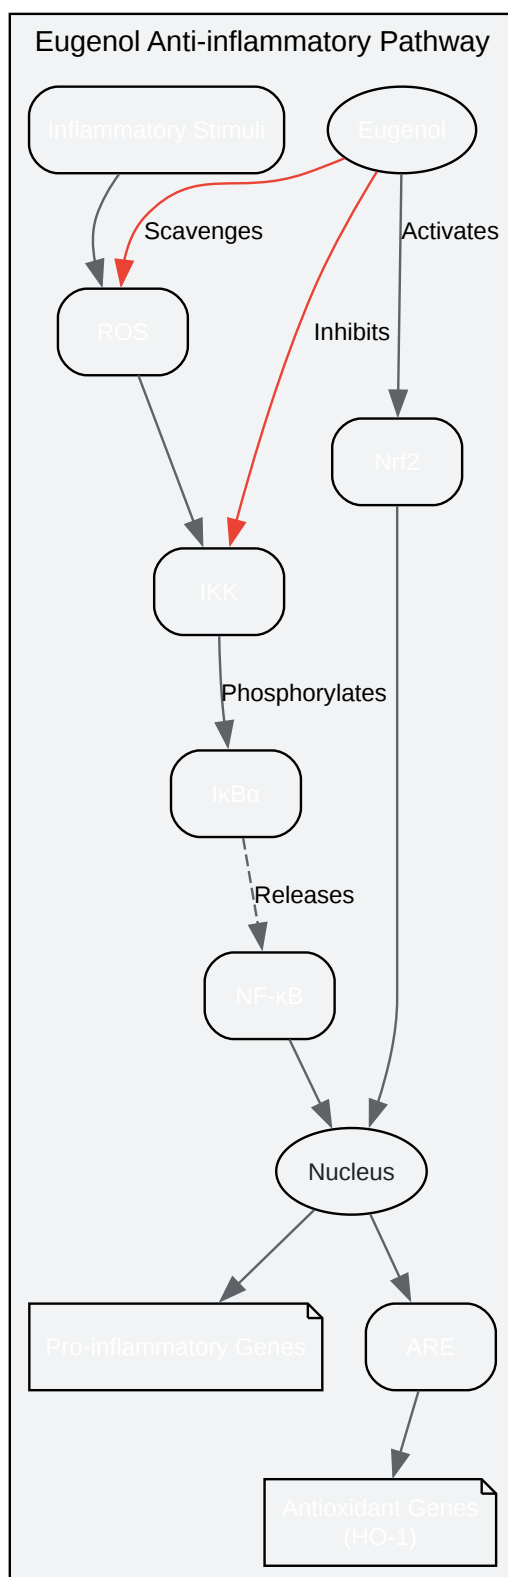 Eugenol Anti-inflammatory Pathway
Inflammatory Stimuli
Eugenol
Scavenges
Activates
ROS
Inhibits
Nrf2
IKK
Phosphorylates
IκBα
Releases
NF-κB
Nucleus
Pro-inflammatory Genes
ARE
Antioxidant Genes
(HO-1)